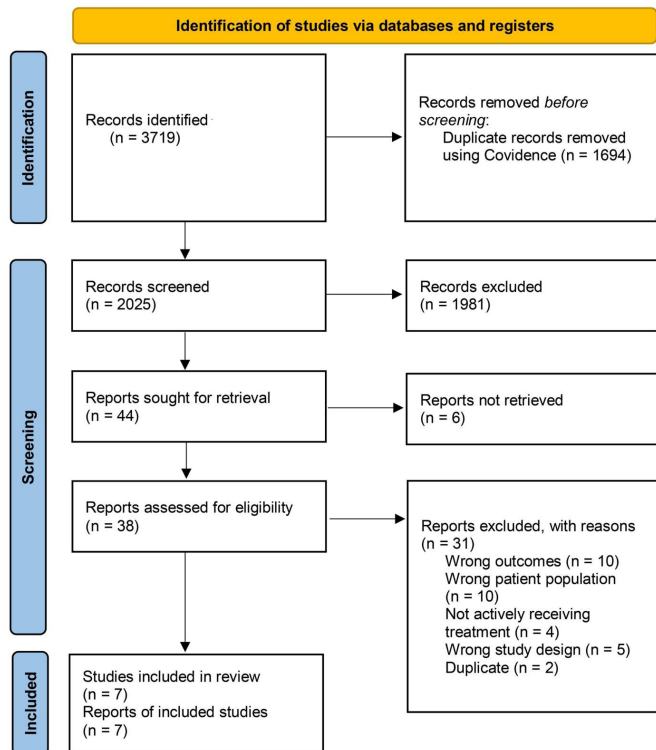 Identification of studies via databases and registers
Identification
Records identified
(n = 3719)
Records removed before
screening:
Duplicate records removed
using Covidence (n = 1694)
Screening
Records screened
(n = 2025)
Records excluded
(n = 1981)
Reports sought for retrieval
(n = 44)
Reports not retrieved
(n = 6)
Reports assessed for eligibility
(n = 38)
Reports excluded, with reasons
(n = 31)
Wrong outcomes (n = 10)
Wrong patient population
(n = 10)
Not actively receiving
treatment (n = 4)
Wrong study design (n = 5)
Duplicate (n = 2)
Included
Studies included in review
(n = 7)
Reports of included studies
(n = 7)